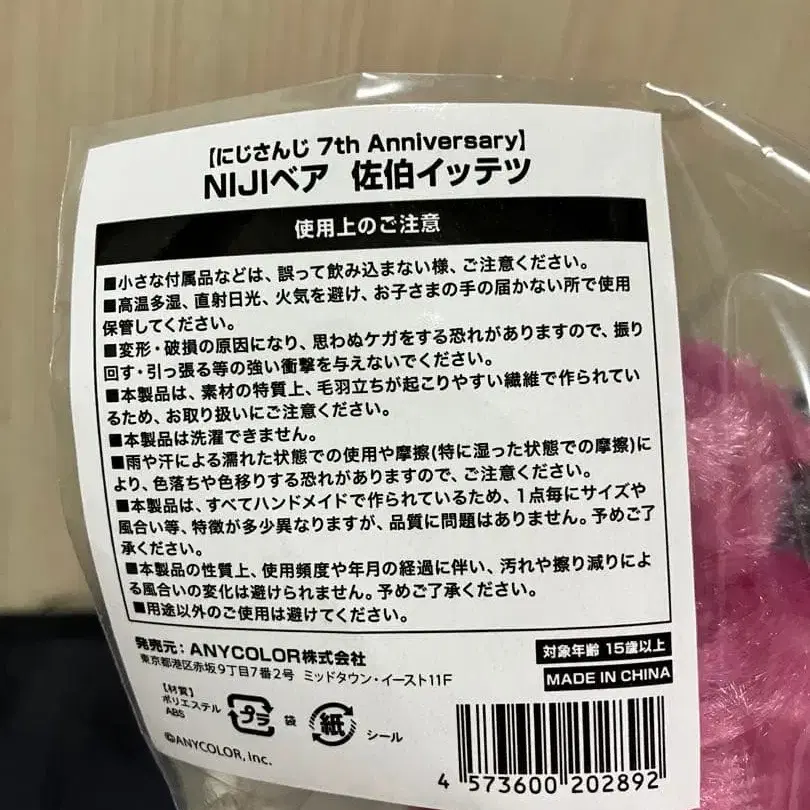 【にじさんじ 7th Anniversary】
NIJIベア 佐伯イッテツ
使用上のご注意
■小さな付属品などは、誤って飲み込まない様、ご注意ください。
■高温多湿、直射日光、火気を避け、お子さまの手の届かない所で使用
保管してください。
■変形・破損の原因になり、思わぬケガをする恐れがありますので、振り
回す・引っ張る等の強い衝撃を与えないでください。
■本製品は、素材の特質上、毛羽立ちが起こりやすい繊維で作られてい
るため、お取り扱いにご注意ください。
■本製品は洗濯できません。
■雨や汗による濡れた状態での使用や摩擦(特に湿った状態での摩擦)に
より、色落ちや色移りする恐れがありますので、ご注意ください。
■本製品は、すべてハンドメイドで作られているため、1点毎にサイズや
風合い等、特徴が多少異なりますが、品質に問題はありません。予めご了
承ください。
■本製品の性質上、使用頻度や年月の経過に伴い、汚れや擦り減りによ
る風合いの変化は避けられません。予めご了承ください。
■用途以外のご使用は避けてください。
発売元：ANYCOLOR株式会社
東京都港区赤坂9丁目7番2号 ミッドタウン・イースト11F
対象年齢 15歳以上
MADE IN CHINA
【材質】
ポリエステル
ABS
プラ 袋 紙 シール
©ANYCOLOR, Inc.
4 573600 202892